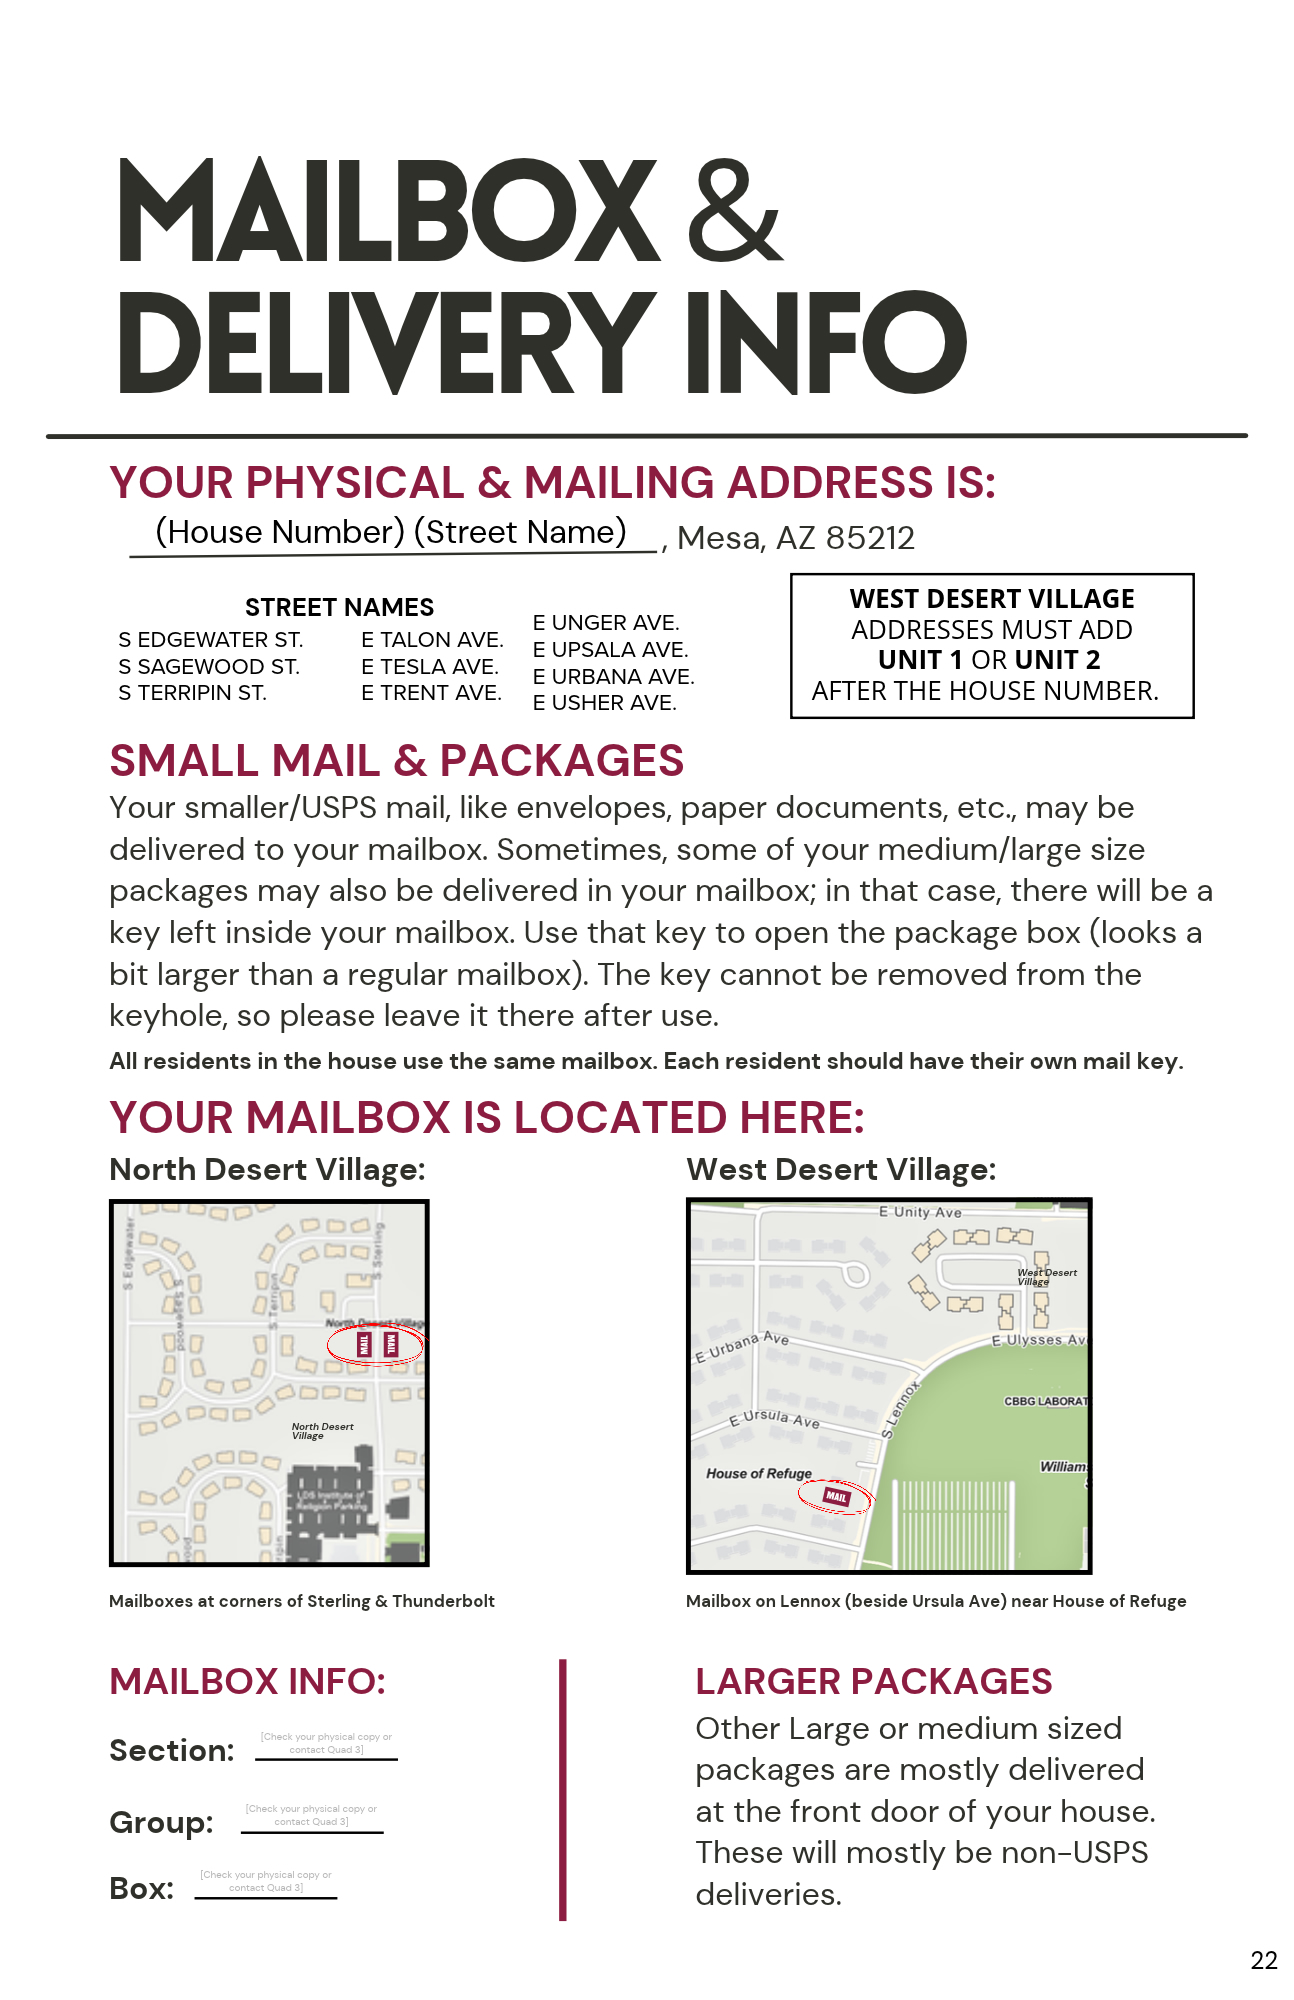 MAILBOX &
DELIVERY INFO
YOUR PHYSICAL & MAILING ADDRESS IS:
(House Number) (Street Name) , Mesa, AZ 85212
STREET NAMES
S EDGEWATER ST.
S SAGEWOOD ST.
S TERRIPIN ST.
E TALON AVE.
E TESLA AVE.
E TRENT AVE.
E UNGER AVE.
E UPSALA AVE.
E URBANA AVE.
E USHER AVE.
WEST DESERT VILLAGE
ADDRESSES MUST ADD
UNIT 1 OR UNIT 2
AFTER THE HOUSE NUMBER.
SMALL MAIL & PACKAGES
Your smaller/USPS mail, like envelopes, paper documents, etc., may be
delivered to your mailbox. Sometimes, some of your medium/large size
packages may also be delivered in your mailbox; in that case, there will be a
key left inside your mailbox. Use that key to open the package box (looks a
bit larger than a regular mailbox). The key cannot be removed from the
keyhole, so please leave it there after use.
All residents in the house use the same mailbox. Each resident should have their own mail key.
YOUR MAILBOX IS LOCATED HERE:
North Desert Village:
S Edgewater
S Sagewood
S Terripin
S Sterling
North Desert Village
MAIL
MAIL
North Desert
Village
LDS Institute of
Religion Parking
wood
ripin
Mailboxes at corners of Sterling & Thunderbolt
West Desert Village:
E Unity Ave
West Desert
Village
E Urbana Ave
E Ulysses Av
S Lennox
CBBG LABORAT
E Ursula Ave
House of Refuge
Williams
MAIL
Mailbox on Lennox (beside Ursula Ave) near House of Refuge
MAILBOX INFO:
Section: [Check your physical copy or
contact Quad 3]
Group: [Check your physical copy or
contact Quad 3]
Box: [Check your physical copy or
contact Quad 3]
LARGER PACKAGES
Other Large or medium sized
packages are mostly delivered
at the front door of your house.
These will mostly be non-USPS
deliveries.
22